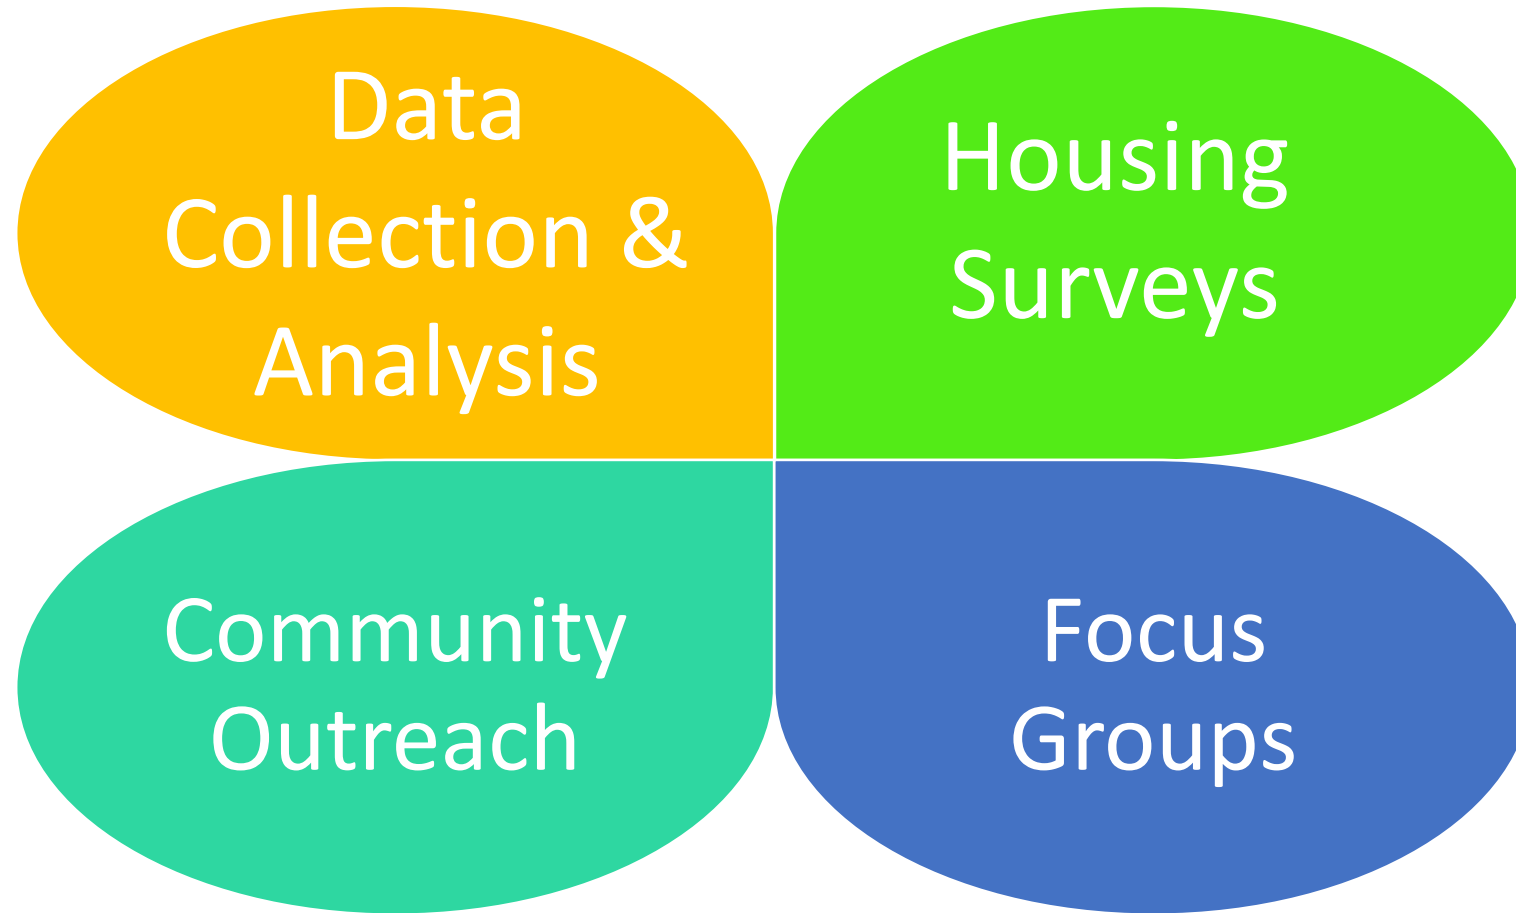 Data
Collection &
Analysis
Housing
Surveys
Community
Outreach
Focus
Groups